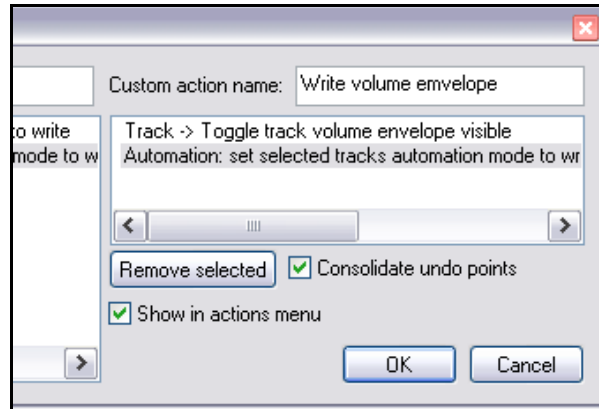 Custom action name: Write volume emvelope
to write
mode to w
Track -> Toggle track volume envelope visible
Automation: set selected tracks automation mode to wr
Remove selected Consolidate undo points
Show in actions menu
OK Cancel